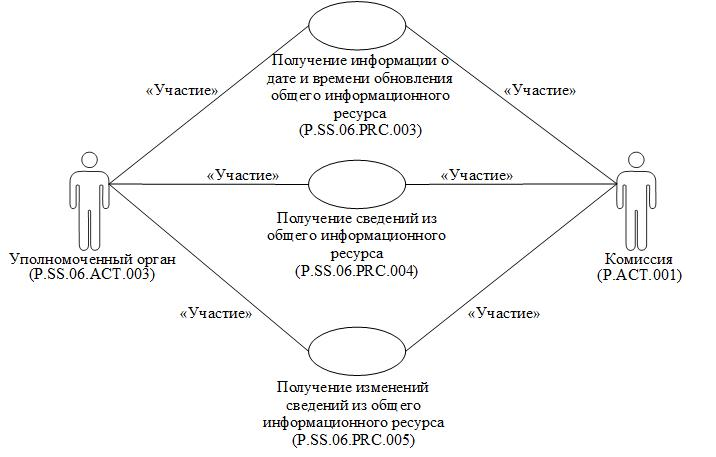 Получение информации о
дате и времени обновления
общего информационного
ресурса
(P.SS.06.PRC.003)
«Участие»
«Участие»
«Участие»
«Участие»
Получение сведений из
общего информационного
ресурса
(P.SS.06.PRC.004)
Уполномоченный орган
(P.SS.06.ACT.003)
Комиссия
(P.ACT.001)
«Участие»
«Участие»
Получение изменений
сведений из общего
информационного ресурса
(P.SS.06.PRC.005)